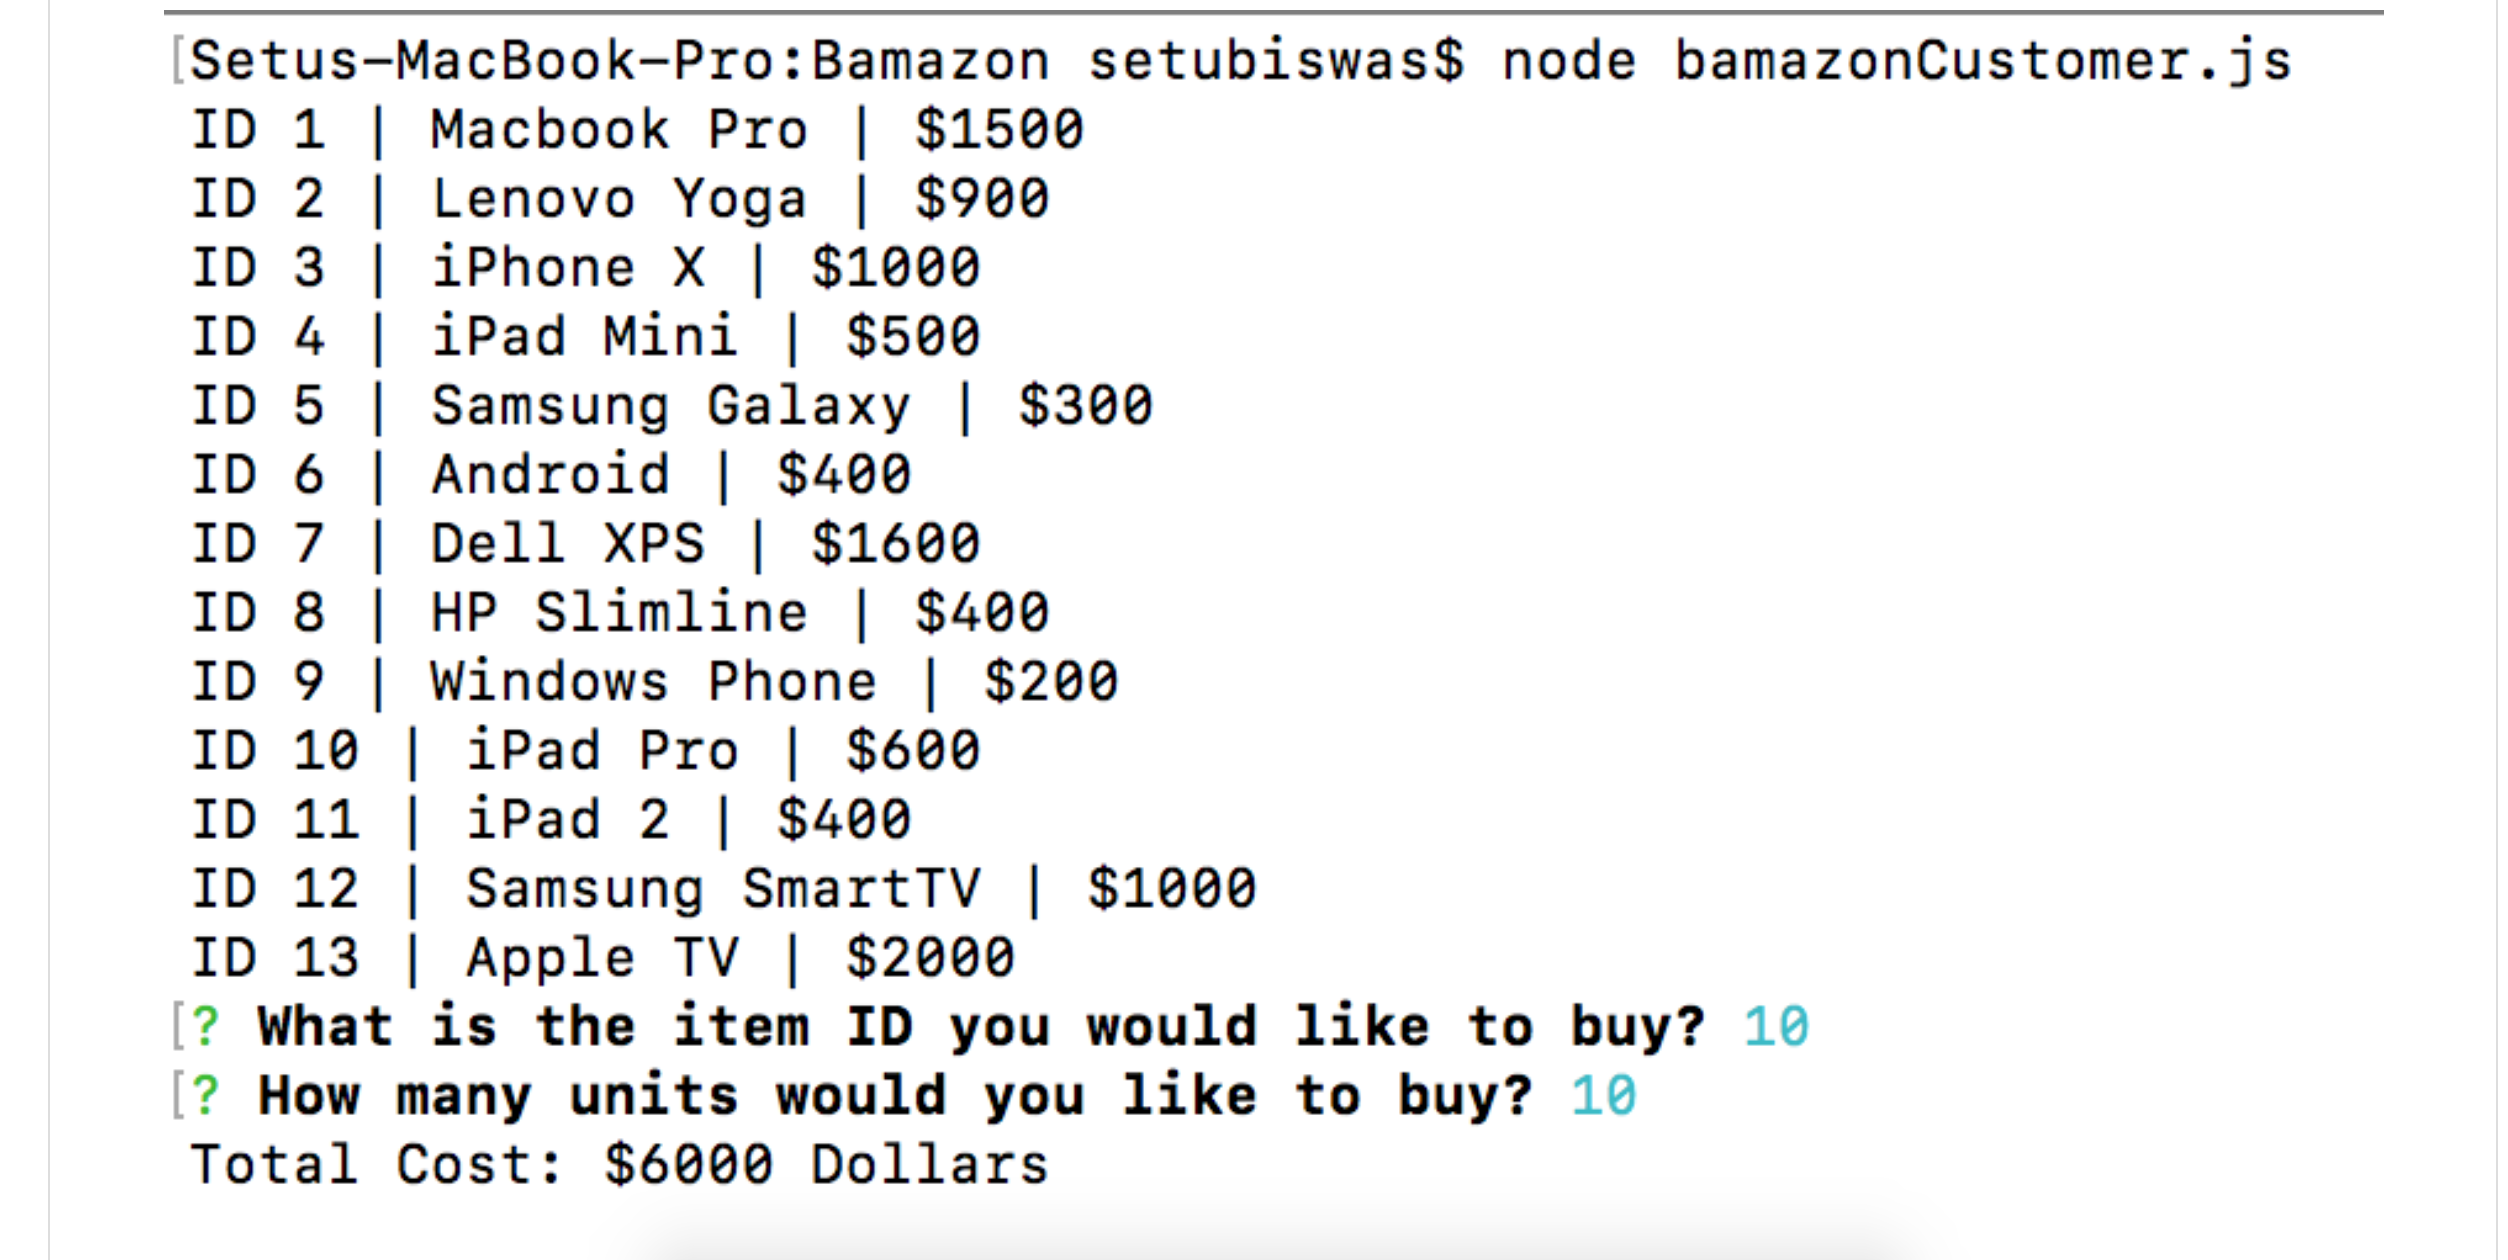 [Setus-MacBook-Pro:Bamazon setubiswas$ node bamazonCustomer.js
ID 1 | Macbook Pro | $1500
ID 2 | Lenovo Yoga | $900
ID 3 | iPhone X | $1000
ID 4 | iPad Mini | $500
ID 5 | Samsung Galaxy | $300
ID 6 | Android | $400
ID 7 | Dell XPS | $1600
ID 8 | HP Slimline | $400
ID 9 | Windows Phone | $200
ID 10 | iPad Pro | $600
ID 11 | iPad 2 | $400
ID 12 | Samsung SmartTV | $1000
ID 13 | Apple TV | $2000
[? What is the item ID you would like to buy? 10
[? How many units would you like to buy? 10
Total Cost: $6000 Dollars